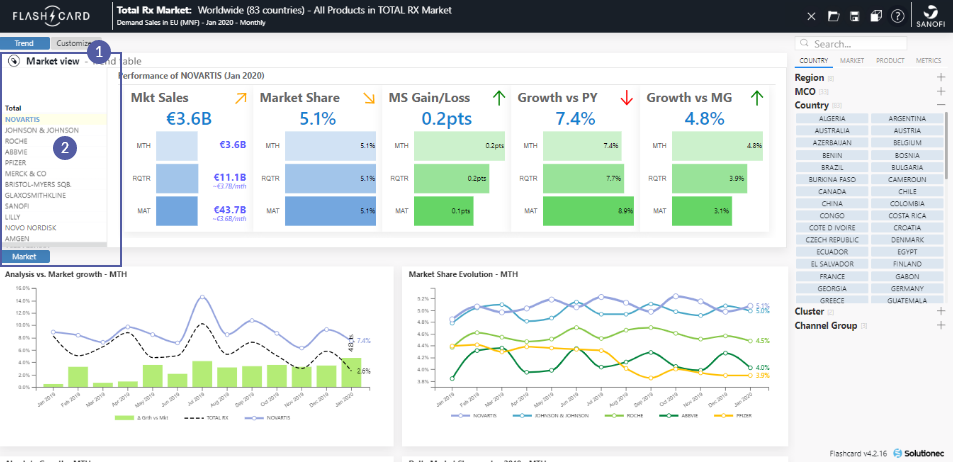 FLASHCARD
Total Rx Market: Worldwide (83 countries) - All Products in TOTAL RX Market
Demand Sales in EU (MNF) - Jan 2020 - Monthly
SANOFI
Trend
Customize
1
Market view - Trend table
Total
NOVARTIS
JOHNSON & JOHNSON
ROCHE
ABBVIE
PFIZER
MERCK & CO
BRISTOL-MYERS SQB.
GLAXOSMITHKLINE
SANOFI
LILLY
NOVO NORDISK
AMGEN
2
Market
Performance of NOVARTIS (Jan 2020)
Mkt Sales
€3.6B
MTH
€3.6B
RQTR
€11.1B
~€3.7B/mth
MAT
€43.7B
~€3.6B/mth
Market Share
5.1%
MTH
5.1%
RQTR
5.1%
MAT
5.1%
MS Gain/Loss
0.2pts
MTH
0.2pts
RQTR
0.2pts
MAT
0.1pts
Growth vs PY
7.4%
MTH
7.4%
RQTR
7.7%
MAT
8.9%
Growth vs MG
4.8%
MTH
4.8%
RQTR
3.9%
MAT
3.1%
Analysis vs. Market growth - MTH
16.0%
14.0%
12.0%
10.0%
8.0%
6.0%
4.0%
2.0%
0.0%
7.4%
2.6%
Jan 2019
Feb 2019
Mar 2019
Apr 2019
May 2019
Jun 2019
Jul 2019
Aug 2019
Sep 2019
Oct 2019
Nov 2019
Dec 2019
Jan 2020
Δ Grth vs Mkt
TOTAL RX
NOVARTIS
Market Share Evolution - MTH
5.2%
5.0%
4.8%
4.6%
4.4%
4.2%
4.0%
3.8%
5.1%
5.0%
4.5%
4.0%
3.9%
Jan 2019
Feb 2019
Mar 2019
Apr 2019
May 2019
Jun 2019
Jul 2019
Aug 2019
Sep 2019
Oct 2019
Nov 2019
Dec 2019
Jan 2020
NOVARTIS
JOHNSON & JOHNSON
ROCHE
ABBVIE
PFIZER
Search...
COUNTRY MARKET PRODUCT METRICS
Region
MCO
Country
ALGERIA ARGENTINA
AUSTRALIA AUSTRIA
AZERBAIJAN BELGIUM
BENIN BOSNIA
BRAZIL BULGARIA
BURKINA FASO CAMEROUN
CANADA CHILE
CHINA COLOMBIA
CONGO COSTA RICA
COTE D IVOIRE CROATIA
CZECH REPUBLIC DENMARK
ECUADOR EGYPT
EL SALVADOR FINLAND
FRANCE GABON
GEORGIA GERMANY
GREECE GUATEMALA
Cluster
Channel Group
Flashcard v4.2.16 Solutionec